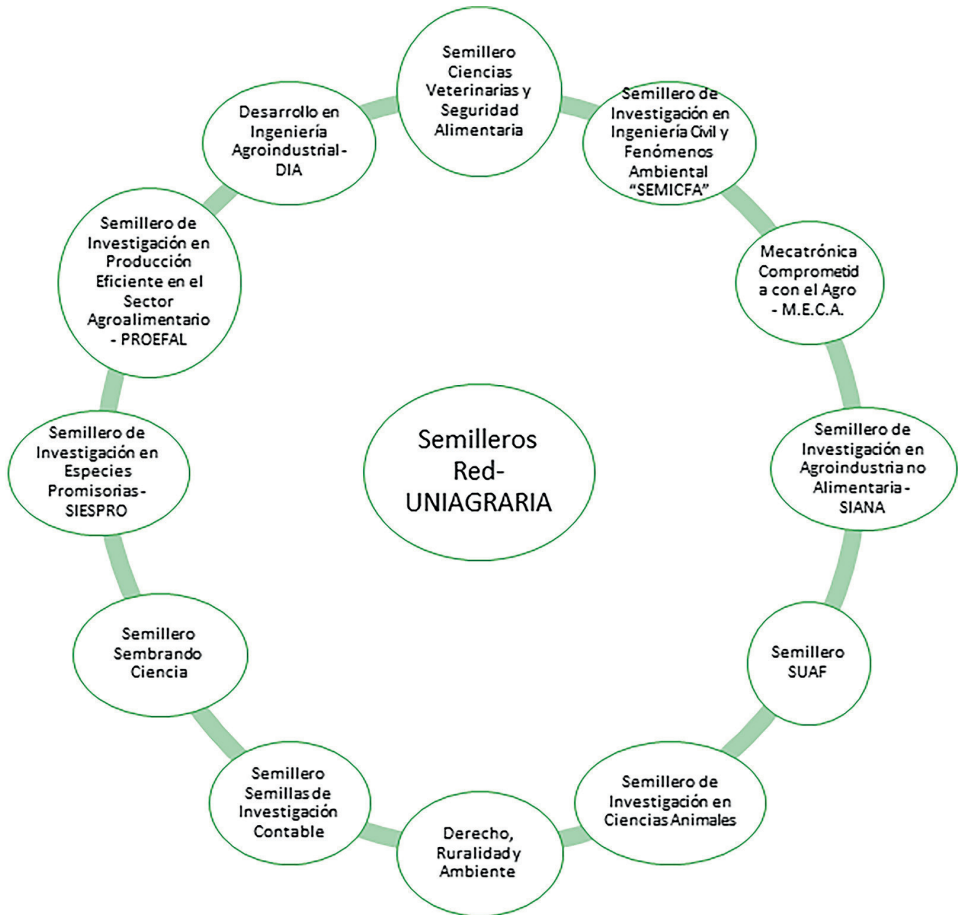 Semillero
Ciencias
Veterinarias y
Seguridad
Alimentaria
Semillero de
Investigación en
Ingeniería Civil y
Fenómenos
Ambiental
“SEMICFA”
Mecatrónica
Comprometid
a con el Agro
- M.E.C.A.
Semillero de
Investigación en
Agroindustria no
Alimentaria -
SIANA
Semillero
SUAF
Semillero de
Investigación en
Ciencias Animales
Derecho,
Ruralidad y
Ambiente
Semillero
Semillas de
Investigación
Contable
Semillero
Sembrando
Ciencia
Semillero de
Investigación en
Especies
Promisorias -
SIESPRO
Semillero de
Investigación en
Producción
Eficiente en el
Sector
Agroalimentario
- PROEFAL
Desarrollo en
Ingeniería
Agroindustrial -
DIA
Semilleros
Red-
UNIAGRARIA